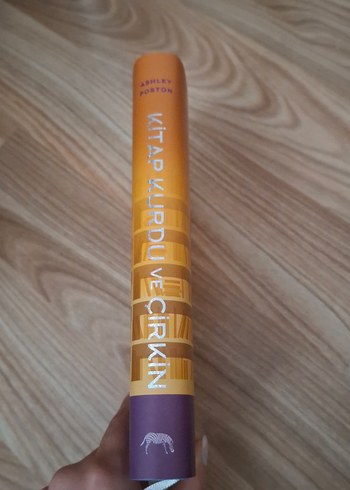 ASHLEY
POSTON
KİTAP KURDU VE ÇİRKİN